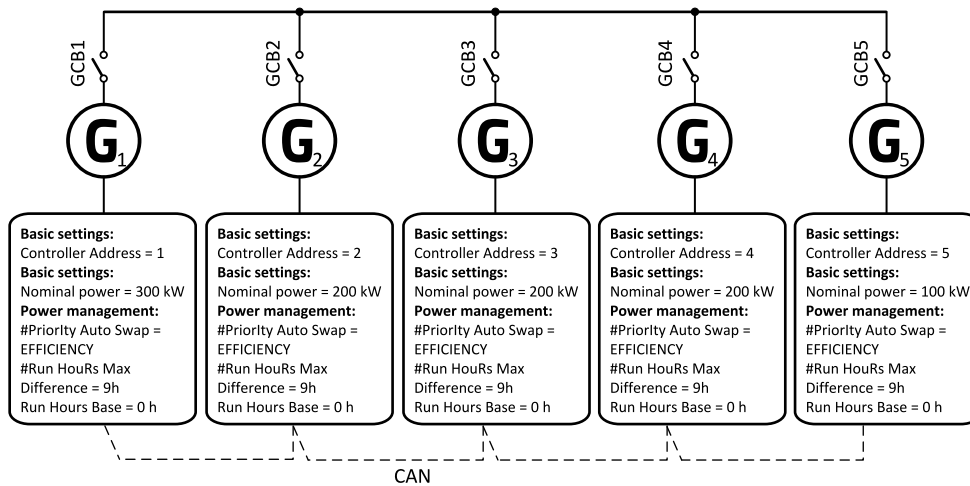 GCB1
GCB2
GCB3
GCB4
GCB5
G1
G2
G3
G4
G5
Basic settings:
Controller Address = 1
Basic settings:
Nominal power = 300 kW
Power management:
#PriorIty Auto Swap =
EFFICIENCY
#Run HouRs Max
Difference = 9h
Run Hours Base = 0 h
Basic settings:
Controller Address = 2
Basic settings:
Nominal power = 200 kW
Power management:
#PriorIty Auto Swap =
EFFICIENCY
#Run HouRs Max
Difference = 9h
Run Hours Base = 0 h
Basic settings:
Controller Address = 3
Basic settings:
Nominal power = 200 kW
Power management:
#PriorIty Auto Swap =
EFFICIENCY
#Run HouRs Max
Difference = 9h
Run Hours Base = 0 h
Basic settings:
Controller Address = 4
Basic settings:
Nominal power = 200 kW
Power management:
#PriorIty Auto Swap =
EFFICIENCY
#Run HouRs Max
Difference = 9h
Run Hours Base = 0 h
Basic settings:
Controller Address = 5
Basic settings:
Nominal power = 100 kW
Power management:
#PriorIty Auto Swap =
EFFICIENCY
#Run HouRs Max
Difference = 9h
Run Hours Base = 0 h
CAN